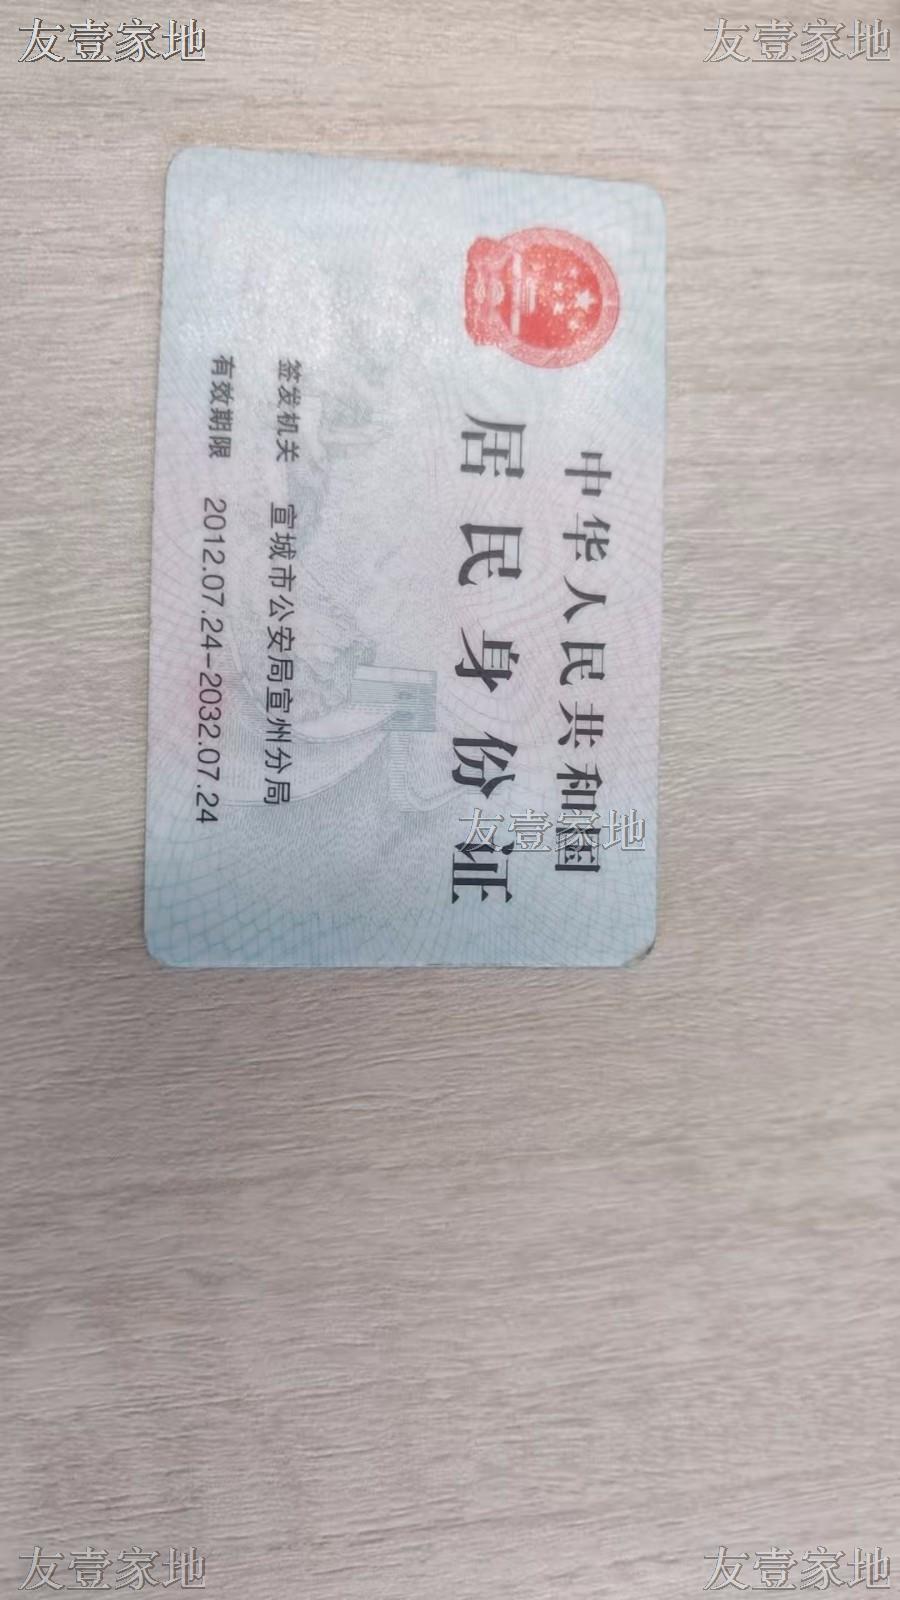 友壹家地
友壹家地
中华人民共和国
居民身份证
签发机关 宣城市公安局宣州分局
有效期限 2012.07.24-2032.07.24
友壹家地
友壹家地
友壹家地